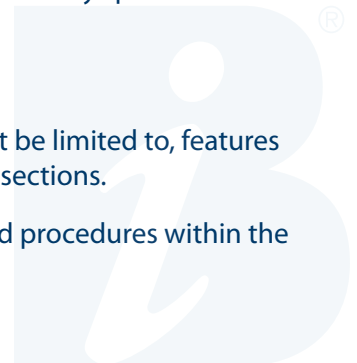 ®
t be limited to, features
sections.
d procedures within the